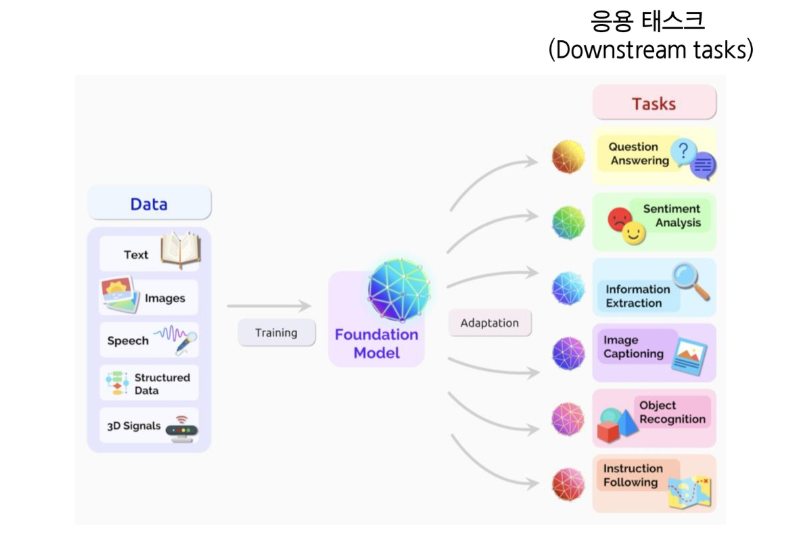 응용 태스크
(Downstream tasks)
Tasks
Data
Text
Images
Speech
Structured
Data
3D Signals
Training
Foundation
Model
Adaptation
Question
Answering
?
Sentiment
Analysis
Information
Extraction
Image
Captioning
Object
Recognition
Instruction
Following